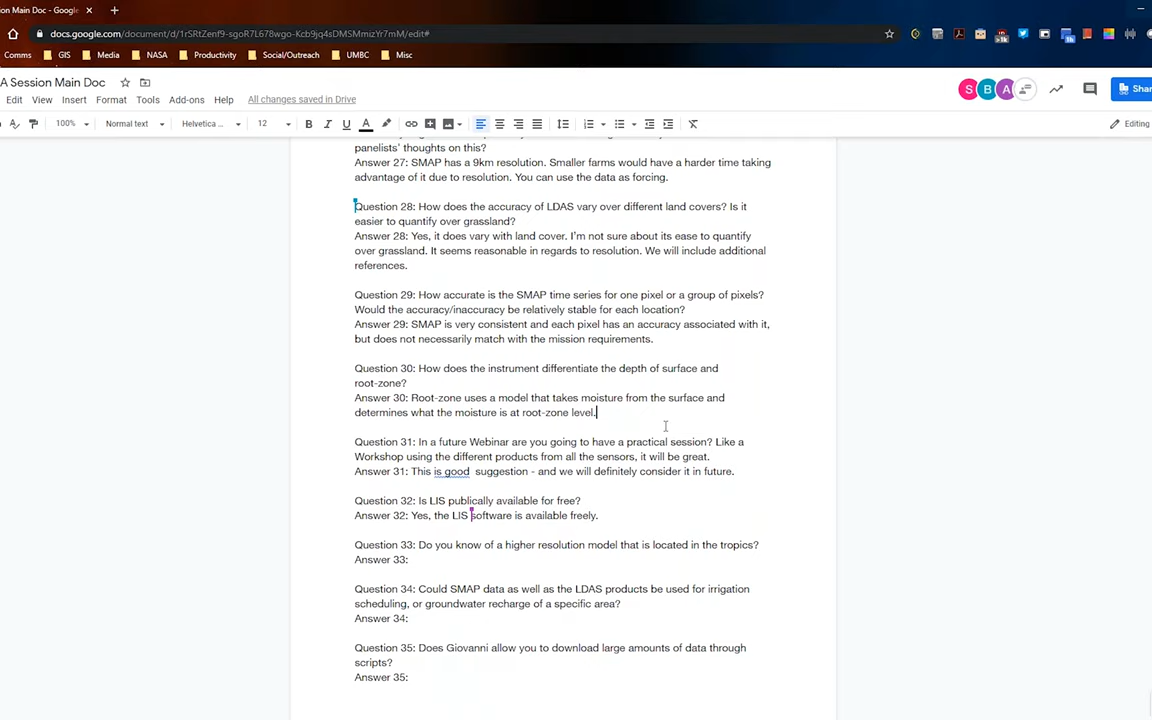 on Main Doc - Google
docs.google.com/document/d/1rSRtZenf9-sgoR7L678wgo-Kcb9jq4sDMSMmizYr7mM/edit#
Comms GIS Media NASA Productivity Social/Outreach UMBC Misc
A Session Main Doc
Edit View Insert Format Tools Add-ons Help All changes saved in Drive
S B A Shar
100% Normal text Helvetica ... 12 B I U A Editing
panelists' thoughts on this?
Answer 27: SMAP has a 9km resolution. Smaller farms would have a harder time taking
advantage of it due to resolution. You can use the data as forcing.
Question 28: How does the accuracy of LDAS vary over different land covers? Is it
easier to quantify over grassland?
Answer 28: Yes, it does vary with land cover. I'm not sure about its ease to quantify
over grassland. It seems reasonable in regards to resolution. We will include additional
references.
Question 29: How accurate is the SMAP time series for one pixel or a group of pixels?
Would the accuracy/inaccuracy be relatively stable for each location?
Answer 29: SMAP is very consistent and each pixel has an accuracy associated with it,
but does not necessarily match with the mission requirements.
Question 30: How does the instrument differentiate the depth of surface and
root-zone?
Answer 30: Root-zone uses a model that takes moisture from the surface and
determines what the moisture is at root-zone level.
Question 31: In a future Webinar are you going to have a practical session? Like a
Workshop using the different products from all the sensors, it will be great.
Answer 31: This is good  suggestion - and we will definitely consider it in future.
Question 32: Is LIS publically available for free?
Answer 32: Yes, the LIS software is available freely.
Question 33: Do you know of a higher resolution model that is located in the tropics?
Answer 33:
Question 34: Could SMAP data as well as the LDAS products be used for irrigation
scheduling, or groundwater recharge of a specific area?
Answer 34:
Question 35: Does Giovanni allow you to download large amounts of data through
scripts?
Answer 35: